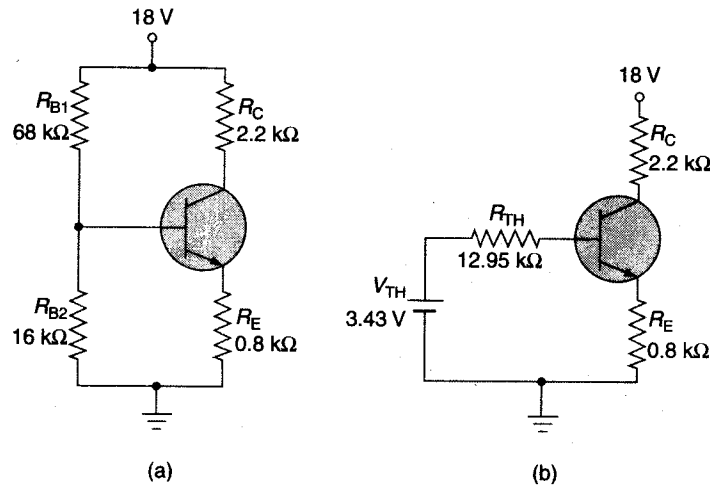 18 V
R_B1
68 kΩ
R_C
2.2 kΩ
R_B2
16 kΩ
R_E
0.8 kΩ
(a)
18 V
R_C
2.2 kΩ
R_TH
12.95 kΩ
V_TH
3.43 V
R_E
0.8 kΩ
(b)